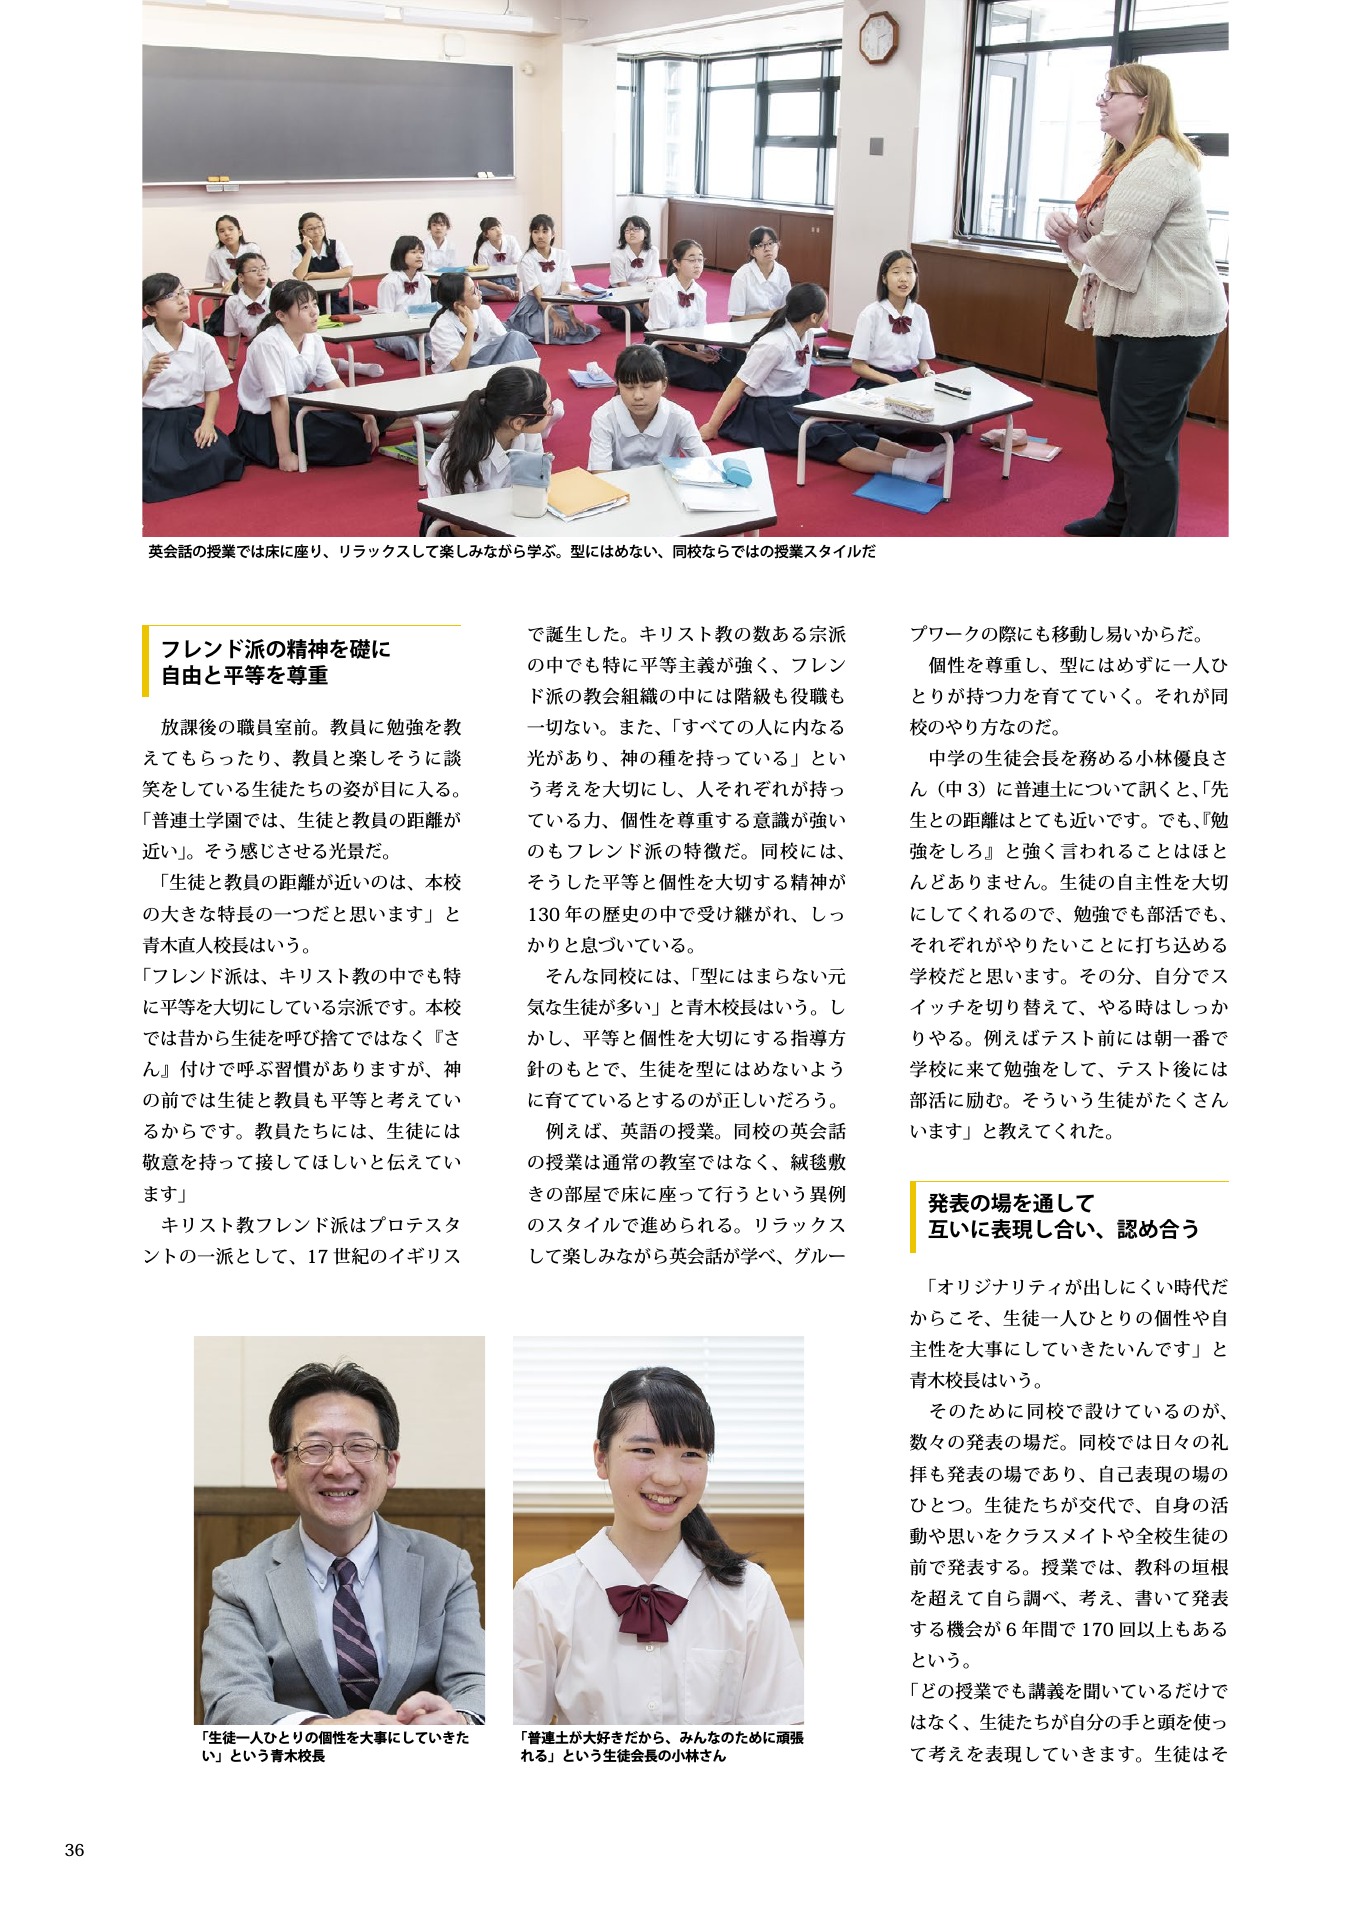 英会話の授業では床に座り、リラックスして楽しみながら学ぶ。型にはめない、同校ならではの授業スタイルだ
フレンド派の精神を礎に
自由と平等を尊重
放課後の職員室前。教員に勉強を教
えてもらったり、教員と楽しそうに談
笑をしている生徒たちの姿が目に入る。
「普連土学園では、生徒と教員の距離が
近い」。そう感じさせる光景だ。
「生徒と教員の距離が近いのは、本校
の大きな特長の一つだと思います」と
青木直人校長はいう。
「フレンド派は、キリスト教の中でも特
に平等を大切にしている宗派です。本校
では昔から生徒を呼び捨てではなく『さ
ん』付けで呼ぶ習慣がありますが、神
の前では生徒と教員も平等と考えてい
るからです。教員たちには、生徒には
敬意を持って接してほしいと伝えてい
ます」
キリスト教フレンド派はプロテスタ
ントの一派として、17 世紀のイギリス
で誕生した。キリスト教の数ある宗派
の中でも特に平等主義が強く、フレン
ド派の教会組織の中には階級も役職も
一切ない。また、「すべての人に内なる
光があり、神の種を持っている」とい
う考えを大切にし、人それぞれが持っ
ている力、個性を尊重する意識が強い
のもフレンド派の特徴だ。同校には、
そうした平等と個性を大切する精神が
130 年の歴史の中で受け継がれ、しっ
かりと息づいている。
そんな同校には、「型にはまらない元
気な生徒が多い」と青木校長はいう。し
かし、平等と個性を大切にする指導方
針のもとで、生徒を型にはめないよう
に育てているとするのが正しいだろう。
例えば、英語の授業。同校の英会話
の授業は通常の教室ではなく、絨毯敷
きの部屋で床に座って行うという異例
のスタイルで進められる。リラックス
して楽しみながら英会話が学べ、グルー
プワークの際にも移動し易いからだ。
個性を尊重し、型にはめずに一人ひ
とりが持つ力を育てていく。それが同
校のやり方なのだ。
中学の生徒会長を務める小林優良さ
ん（中 3）に普連土について訊くと、「先
生との距離はとても近いです。でも、『勉
強をしろ』と強く言われることはほと
んどありません。生徒の自主性を大切
にしてくれるので、勉強でも部活でも、
それぞれがやりたいことに打ち込める
学校だと思います。その分、自分でス
イッチを切り替えて、やる時はしっか
りやる。例えばテスト前には朝一番で
学校に来て勉強をして、テスト後には
部活に励む。そういう生徒がたくさん
います」と教えてくれた。
発表の場を通して
互いに表現し合い、認め合う
「オリジナリティが出しにくい時代だ
からこそ、生徒一人ひとりの個性や自
主性を大事にしていきたいんです」と
青木校長はいう。
そのために同校で設けているのが、
数々の発表の場だ。同校では日々の礼
拝も発表の場であり、自己表現の場の
ひとつ。生徒たちが交代で、自身の活
動や思いをクラスメイトや全校生徒の
前で発表する。授業では、教科の垣根
を超えて自ら調べ、考え、書いて発表
する機会が 6 年間で 170 回以上もある
という。
「どの授業でも講義を聞いているだけで
はなく、生徒たちが自分の手と頭を使っ
て考えを表現していきます。生徒はそ
「生徒一人ひとりの個性を大事にしていきた
い」という青木校長
「普連土が大好きだから、みんなのために頑張
れる」という生徒会長の小林さん
36